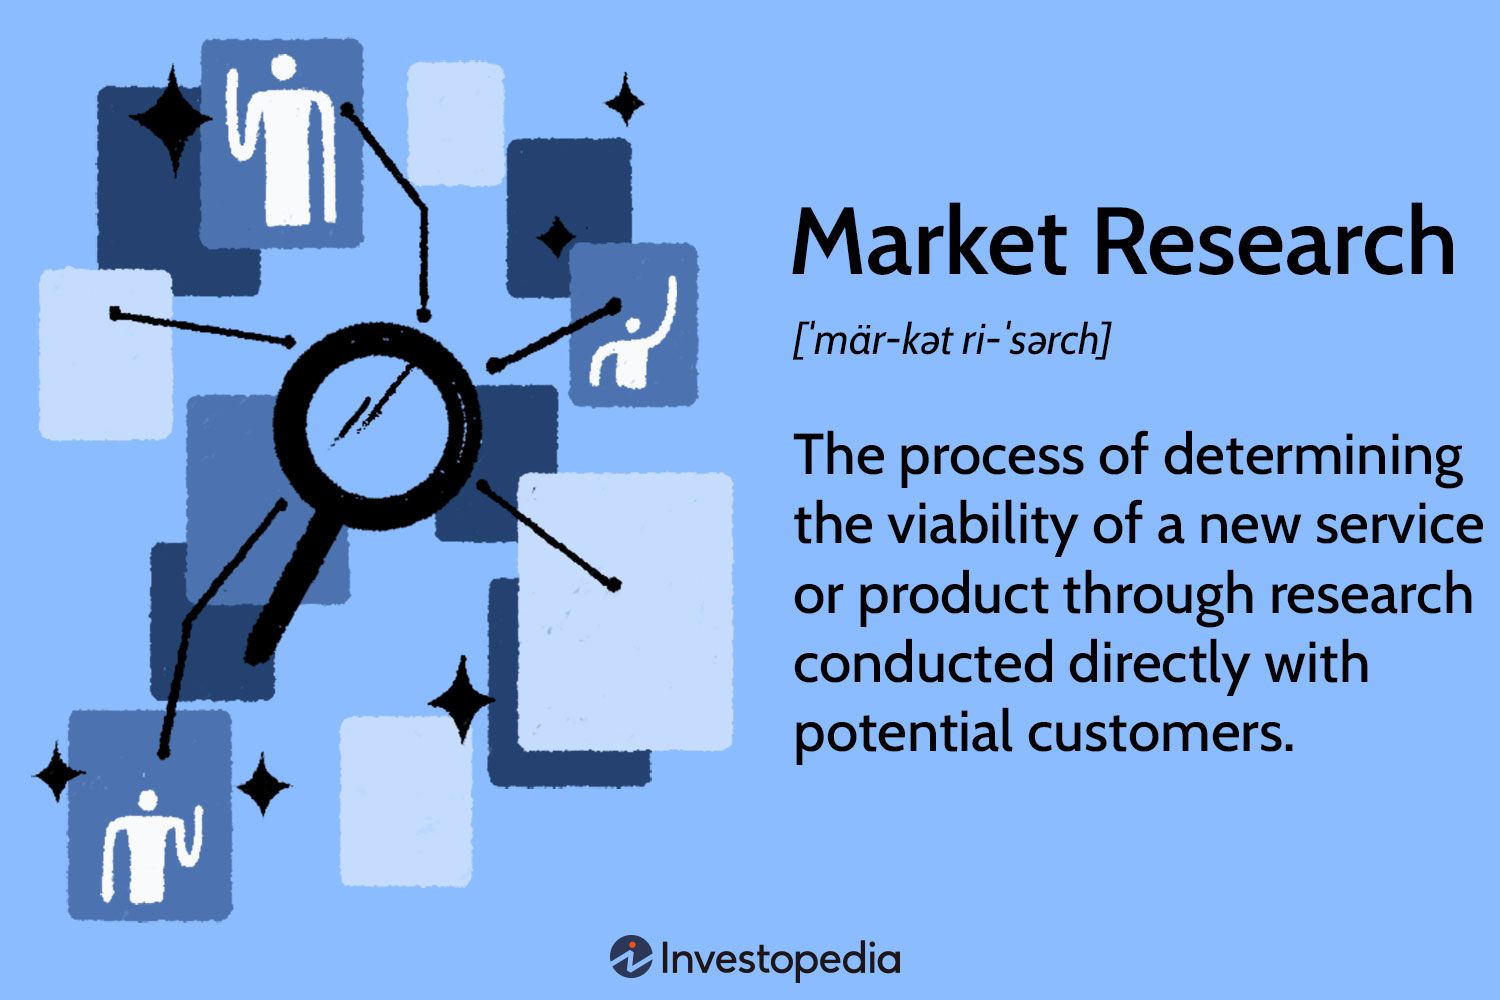 Market Research
[ˈmär-kət ri-ˈsərch]
The process of determining
the viability of a new service
or product through research
conducted directly with
potential customers.
Investopedia